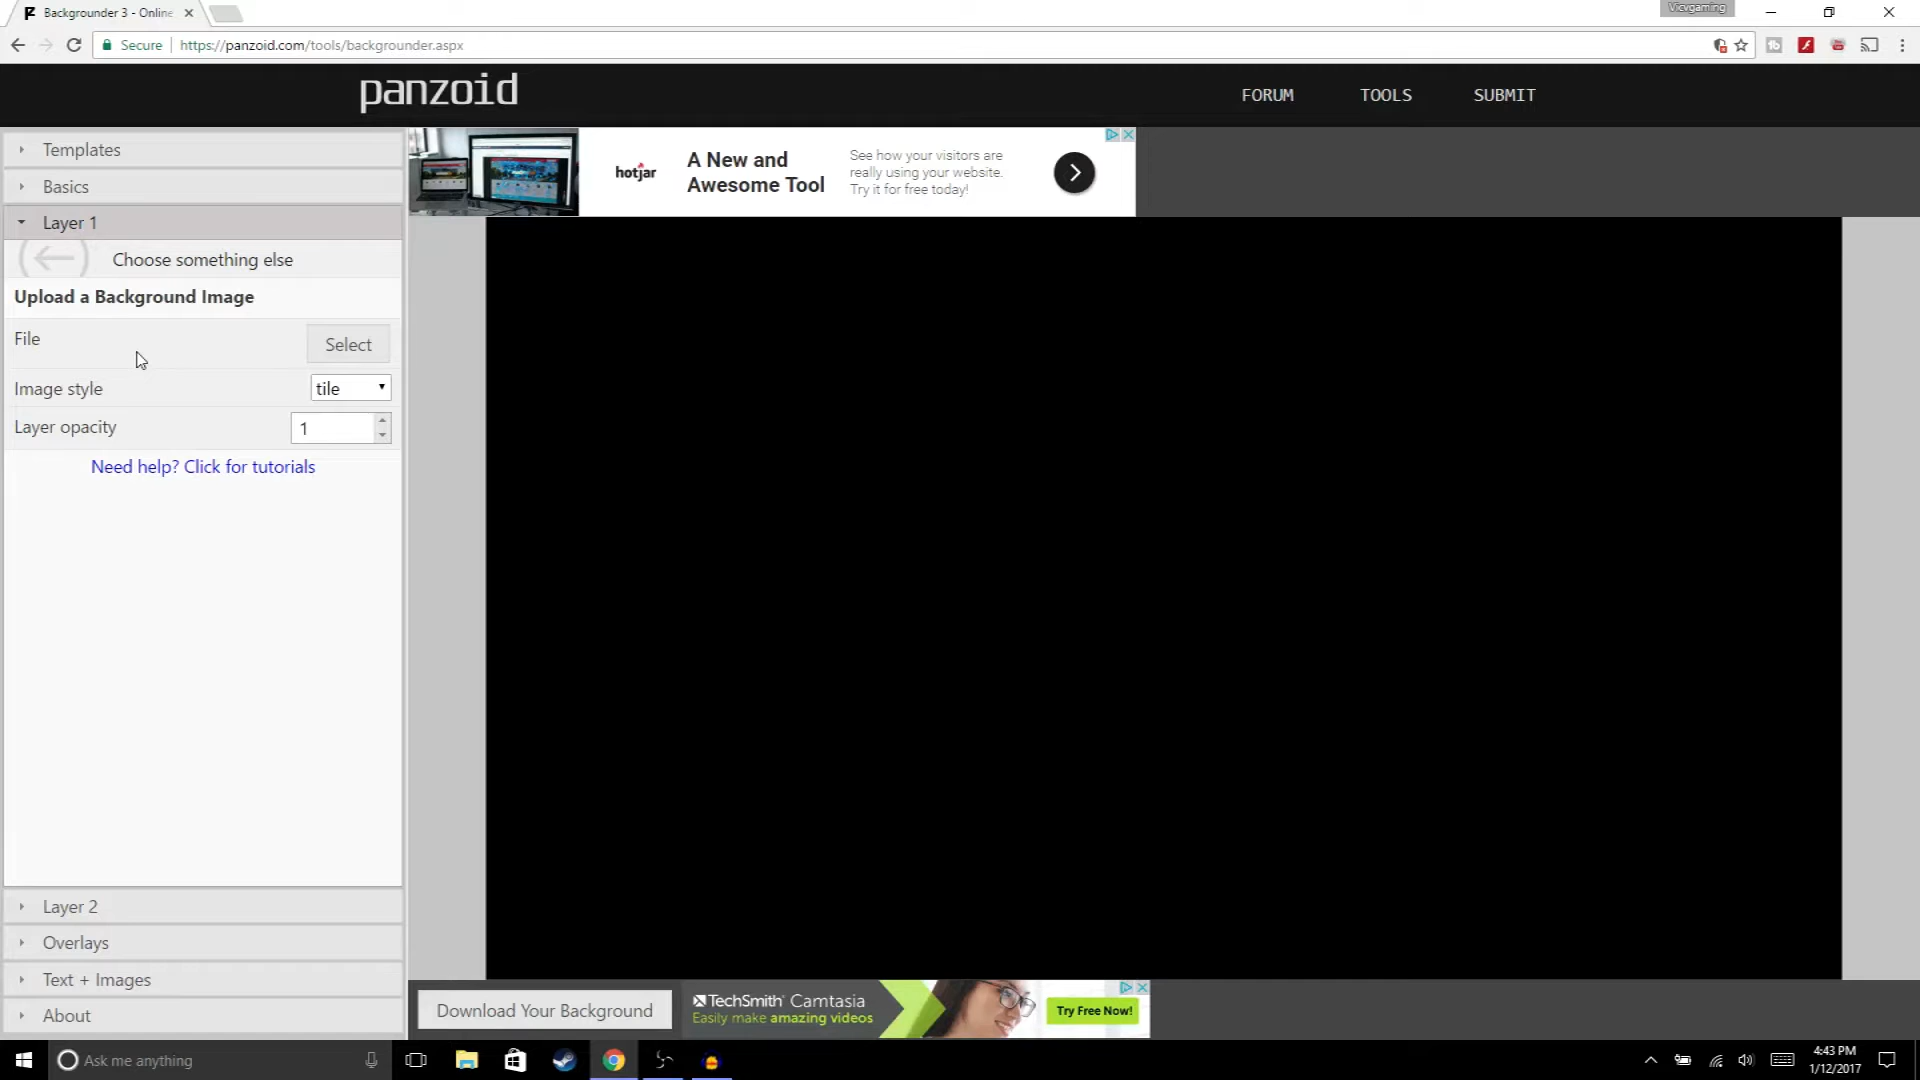 Backgrounder 3 - Online
Vicvgaming
Secure
https://panzoid.com/tools/backgrounder.aspx
panzoid
FORUM
TOOLS
SUBMIT
Templates
Basics
Layer 1
Choose something else
Upload a Background Image
File
Select
Image style
tile
Layer opacity
1
Need help? Click for tutorials
hotjar
A New and
Awesome Tool
See how your visitors are
really using your website.
Try it for free today!
Layer 2
Overlays
Text + Images
About
Download Your Background
TechSmith Camtasia
Easily make amazing videos
Try Free Now!
Ask me anything
4:43 PM
1/12/2017